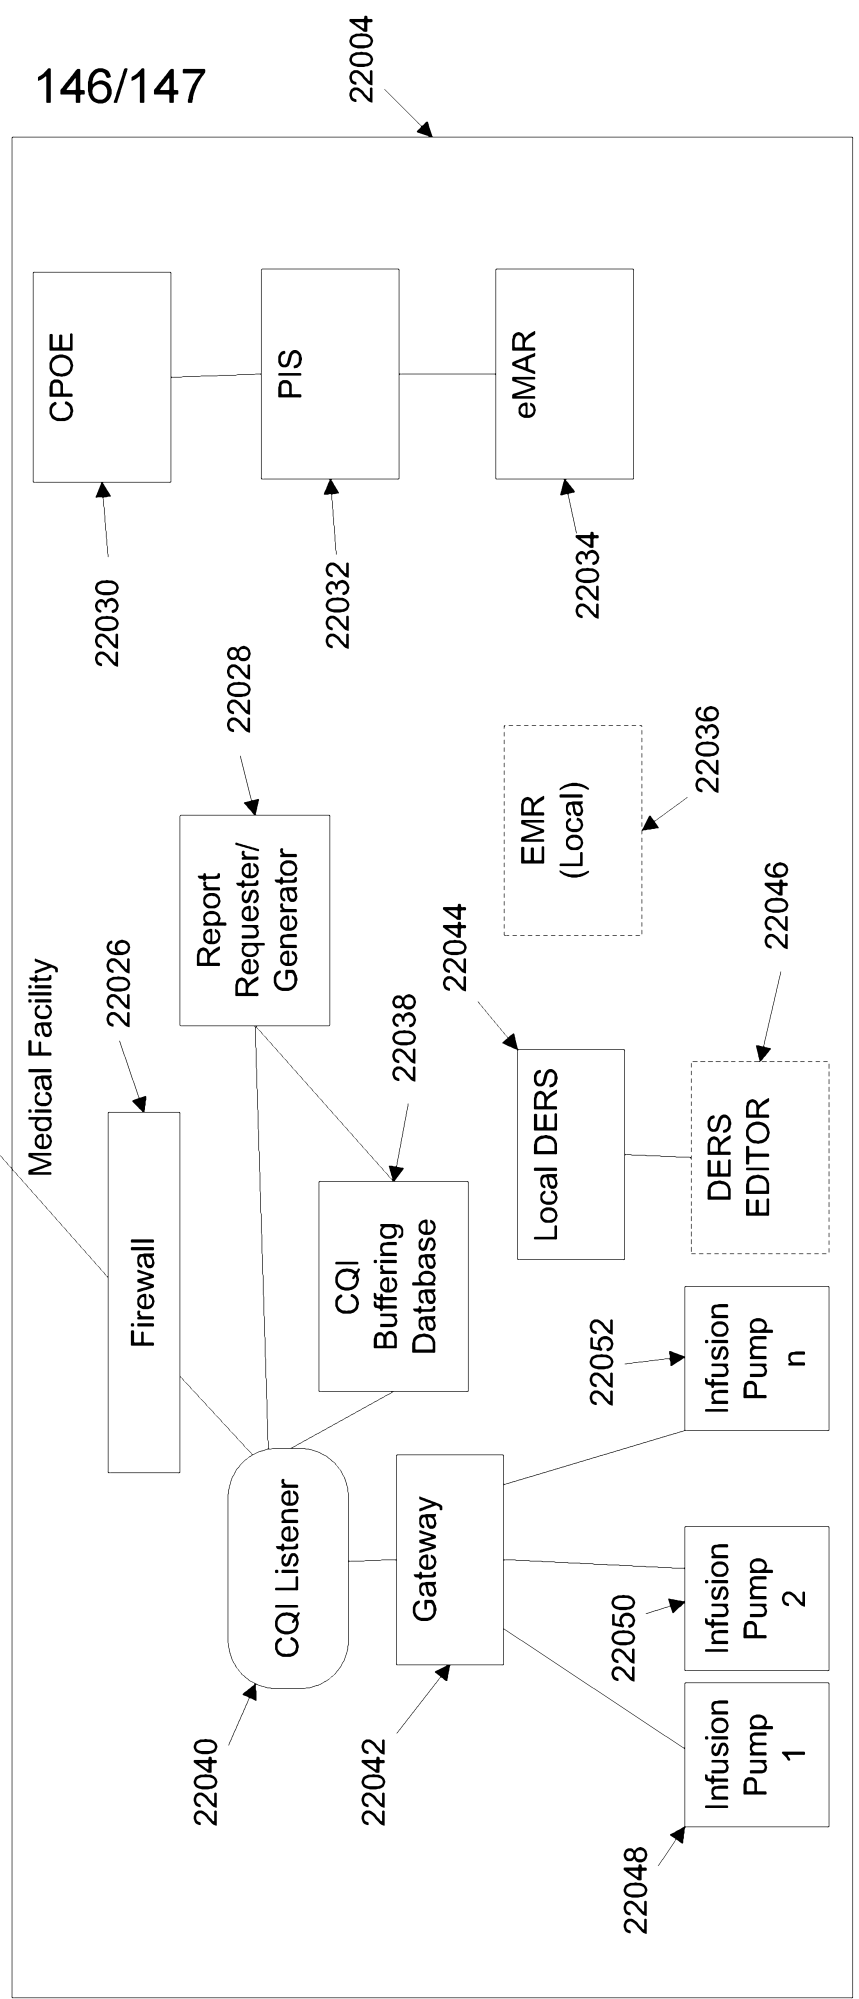 146/147
22004
Medical Facility
Firewall
22026
CQI Listener
22040
Report
Requester/
Generator
22028
CPOE
22030
CQI
Buffering
Database
22038
PIS
22032
Gateway
22042
Local DERS
22044
EMR
(Local)
22036
eMAR
22034
Infusion
Pump
1
22048
Infusion
Pump
2
22050
Infusion
Pump
n
22052
DERS
EDITOR
22046